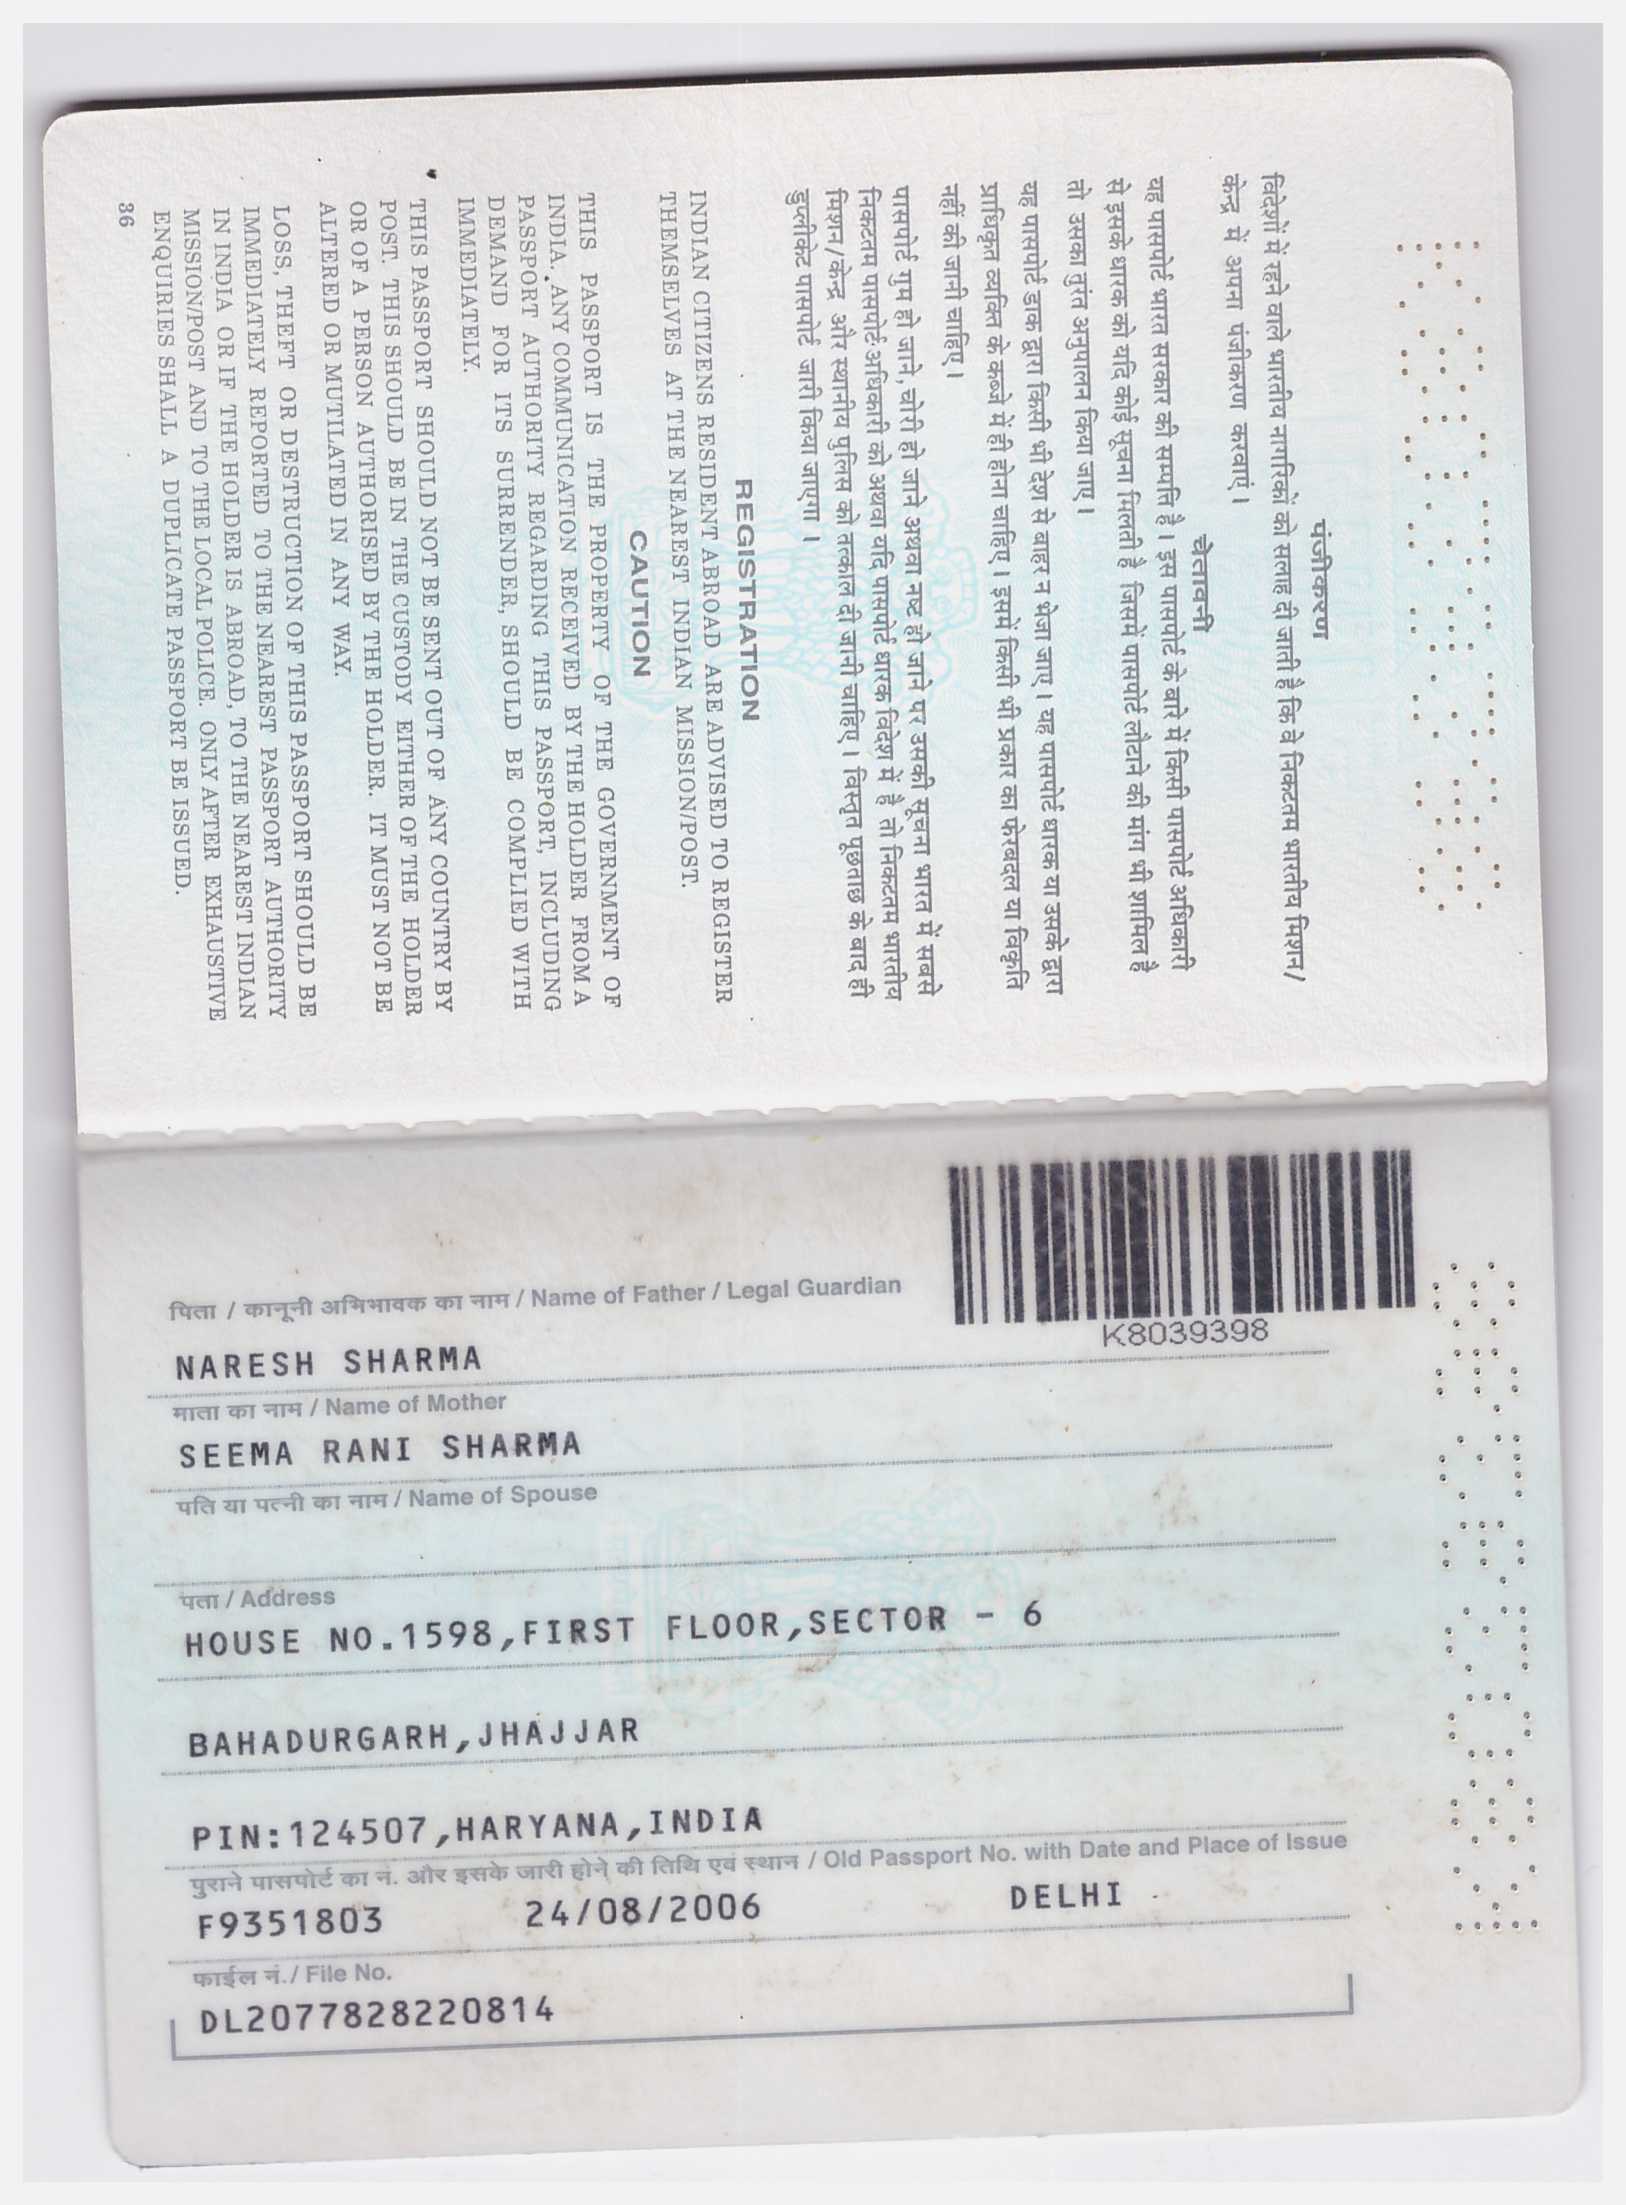 पंजीकरण
विदेशों में रहने वाले भारतीय नागरिकों को सलाह दी जाती है कि वे निकटतम भारतीय मिशन/
केन्द्र में अपना पंजीकरण करवाएं ।
चेतावनी
यह पासपोर्ट भारत सरकार की सम्पत्ति है । इस पासपोर्ट के बारे में किसी पासपोर्ट अधिकारी
से इसके धारक को यदि कोई सूचना मिलती है जिसमें पासपोर्ट लौटाने की मांग भी शामिल है
तो उसका तुरंत अनुपालन किया जाए ।
यह पासपोर्ट डाक द्वारा किसी भी देश से बाहर न भेजा जाए । यह पासपोर्ट धारक या उसके द्वारा
प्राधिकृत व्यक्ति के कब्जे में ही होना चाहिए । इसमें किसी भी प्रकार का फेरबदल या विकृति
नहीं की जानी चाहिए ।
पासपोर्ट गुम हो जाने, चोरी हो जाने अथवा नष्ट हो जाने पर उसकी सूचना भारत में सबसे
निकटतम पासपोर्ट अधिकारी को अथवा यदि पासपोर्ट धारक विदेश में है तो निकटतम भारतीय
मिशन/केन्द्र और स्थानीय पुलिस को तत्काल दी जानी चाहिए । विस्तृत पूछताछ के बाद ही
डुप्लीकेट पासपोर्ट जारी किया जाएगा ।
REGISTRATION
INDIAN CITIZENS RESIDENT ABROAD ARE ADVISED TO REGISTER
THEMSELVES AT THE NEAREST INDIAN MISSION/POST.
CAUTION
THIS PASSPORT IS THE PROPERTY OF THE GOVERNMENT OF
INDIA. ANY COMMUNICATION RECEIVED BY THE HOLDER FROM A
PASSPORT AUTHORITY REGARDING THIS PASSPORT, INCLUDING
DEMAND FOR ITS SURRENDER, SHOULD BE COMPLIED WITH
IMMEDIATELY.
THIS PASSPORT SHOULD NOT BE SENT OUT OF ANY COUNTRY BY
POST. THIS SHOULD BE IN THE CUSTODY EITHER OF THE HOLDER
OR OF A PERSON AUTHORISED BY THE HOLDER. IT MUST NOT BE
ALTERED OR MUTILATED IN ANY WAY.
LOSS, THEFT OR DESTRUCTION OF THIS PASSPORT SHOULD BE
IMMEDIATELY REPORTED TO THE NEAREST PASSPORT AUTHORITY
IN INDIA OR IF THE HOLDER IS ABROAD, TO THE NEAREST INDIAN
MISSION/POST AND TO THE LOCAL POLICE. ONLY AFTER EXHAUSTIVE
ENQUIRIES SHALL A DUPLICATE PASSPORT BE ISSUED.
36
K8039398
पिता / कानूनी अभिभावक का नाम / Name of Father / Legal Guardian
NARESH SHARMA
माता का नाम / Name of Mother
SEEMA RANI SHARMA
पति या पत्नी का नाम / Name of Spouse
पता / Address
HOUSE NO.1598,FIRST FLOOR,SECTOR - 6
BAHADURGARH,JHAJJAR
PIN:124507,HARYANA,INDIA
पुराने पासपोर्ट का नं. और इसके जारी होने की तिथि एवं स्थान / Old Passport No. with Date and Place of Issue
F9351803 24/08/2006 DELHI
फाईल नं./ File No.
DL2077828220814